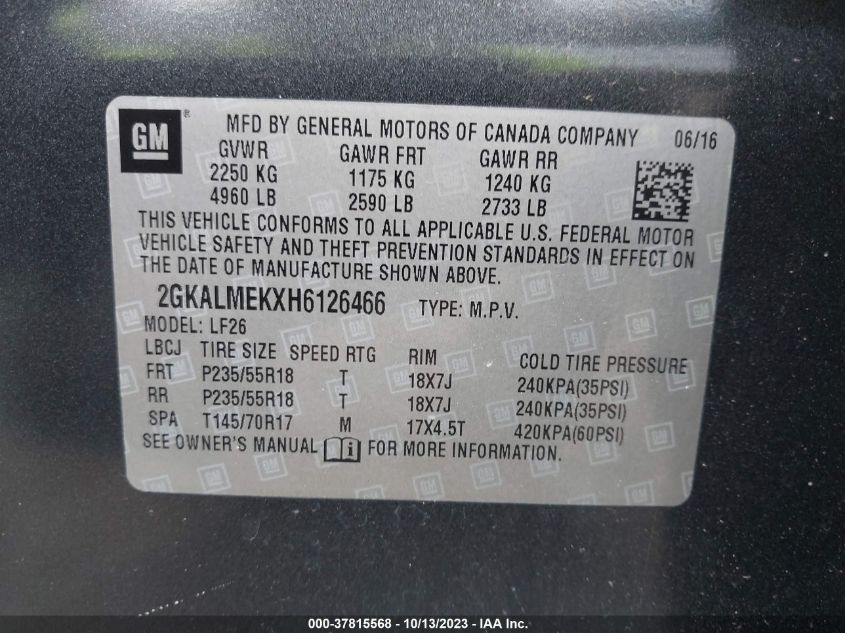 GM ® MFD BY GENERAL MOTORS OF CANADA COMPANY 06/16
GVWR GAWR FRT GAWR RR
2250 KG 1175 KG 1240 KG
4960 LB 2590 LB 2733 LB
THIS VEHICLE CONFORMS TO ALL APPLICABLE U.S. FEDERAL MOTOR
VEHICLE SAFETY AND THEFT PREVENTION STANDARDS IN EFFECT ON
THE DATE OF MANUFACTURE SHOWN ABOVE.
2GKALMEKXH6126466 TYPE: M.P.V.
MODEL: LF26
LBCJ TIRE SIZE SPEED RTG RIM COLD TIRE PRESSURE
FRT P235/55R18 T 18X7J 240KPA(35PSI)
RR P235/55R18 T 18X7J 240KPA(35PSI)
SPA T145/70R17 M 17X4.5T 420KPA(60PSI)
SEE OWNER'S MANUAL i FOR MORE INFORMATION.
000-37815568 - 10/13/2023 - IAA Inc.